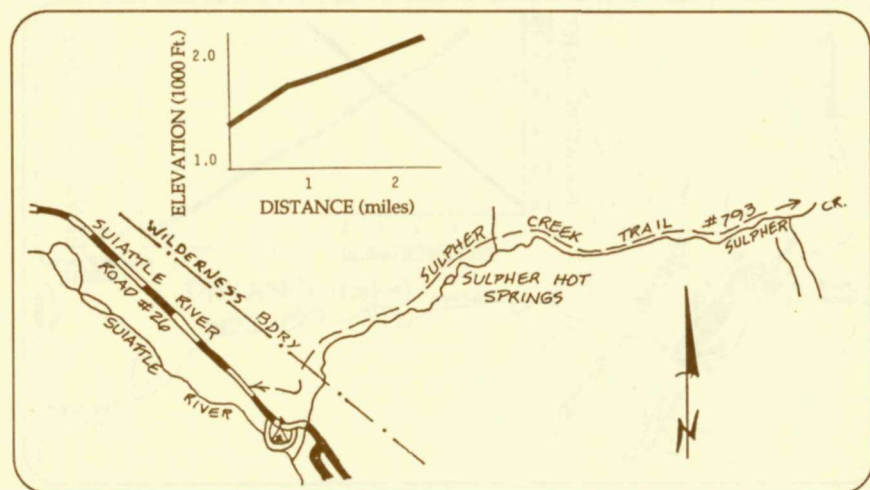 ELEVATION (1000 Ft.)
2.0
1.0
1
2
DISTANCE (miles)
SUIATTLE RIVER
ROAD #26
WILDERNESS BDRY
SUIATTLE RIVER
SULPHER CREEK TRAIL #793
SULPHER CR.
SULPHER HOT
SPRINGS
N